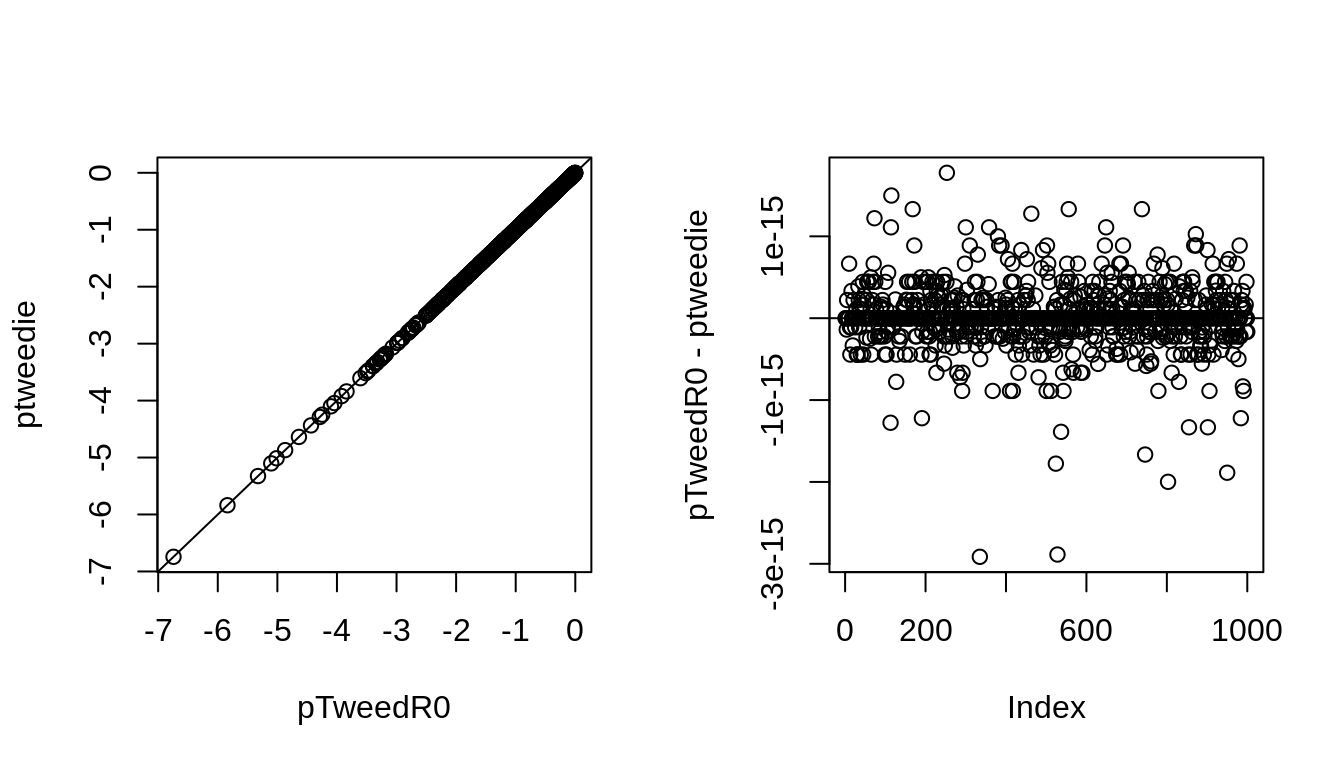 ptweedie
0
-1
-2
-3
-4
-5
-6
-7
-7 -6 -5 -4 -3 -2 -1 0
pTweedR0
pTweedR0 - ptweedie
1e-15
-1e-15
-3e-15
0 200 600 1000
Index